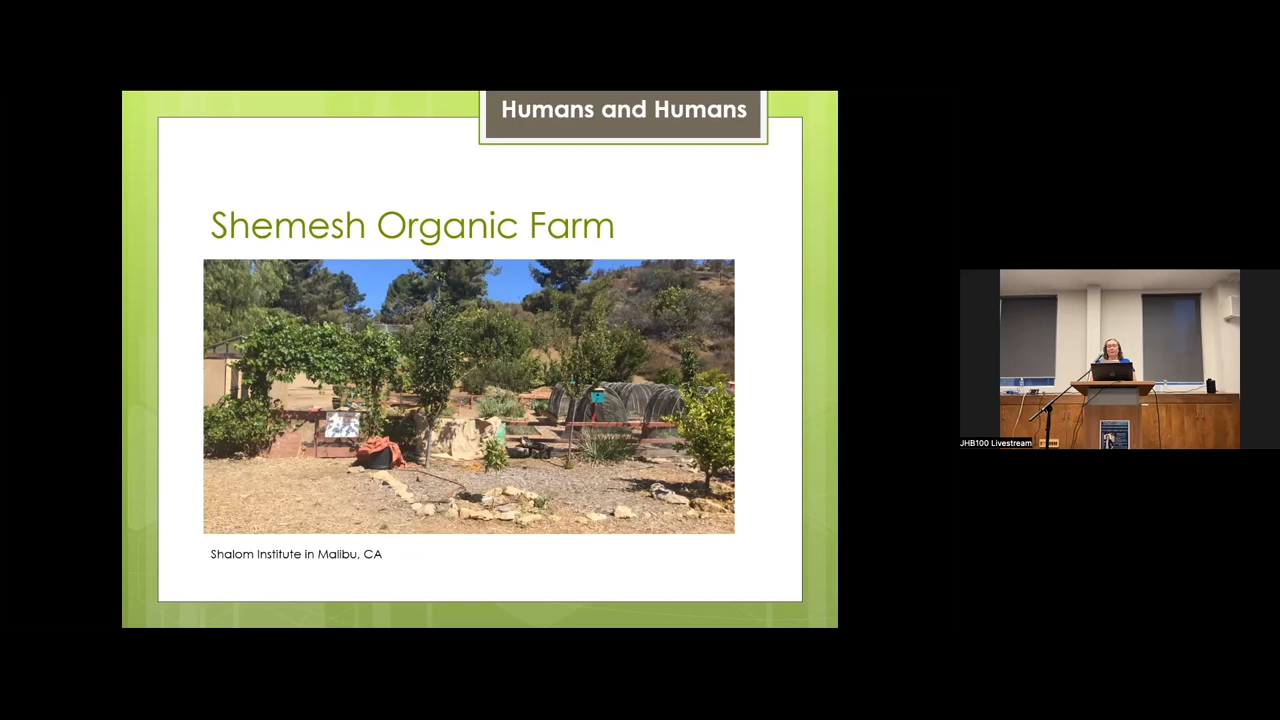 Humans and Humans
Shemesh Organic Farm
Shalom Institute in Malibu, CA
JHB100 Livestream